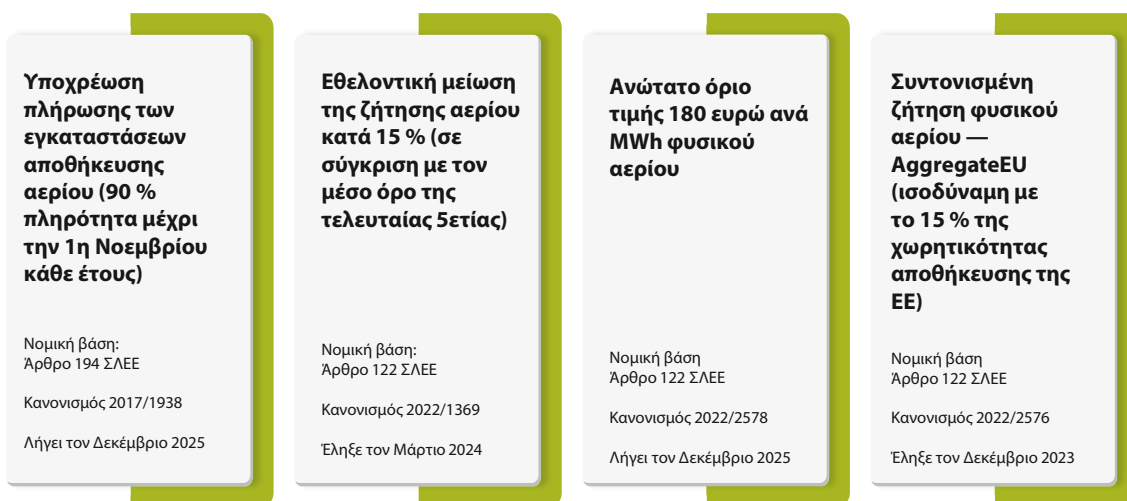 Υποχρέωση
πλήρωσης των
εγκαταστάσεων
αποθήκευσης
αερίου (90 %
πληρότητα μέχρι
την 1η Νοεμβρίου
κάθε έτους)
Νομική βάση:
Άρθρο 194 ΣΛΕΕ
Κανονισμός 2017/1938
Λήγει τον Δεκέμβριο 2025
Εθελοντική μείωση
της ζήτησης αερίου
κατά 15 % (σε
σύγκριση με τον
μέσο όρο της
τελευταίας 5ετίας)
Νομική βάση:
Άρθρο 122 ΣΛΕΕ
Κανονισμός 2022/1369
Έληξε τον Μάρτιο 2024
Ανώτατο όριο
τιμής 180 ευρώ ανά
MWh φυσικού
αερίου
Νομική βάση
Άρθρο 122 ΣΛΕΕ
Κανονισμός 2022/2578
Λήγει τον Δεκέμβριο 2025
Συντονισμένη
ζήτηση φυσικού
αερίου —
AggregateEU
(ισοδύναμη με
το 15 % της
χωρητικότητας
αποθήκευσης της
ΕΕ)
Νομική βάση
Άρθρο 122 ΣΛΕΕ
Κανονισμός 2022/2576
Έληξε τον Δεκέμβριο 2023